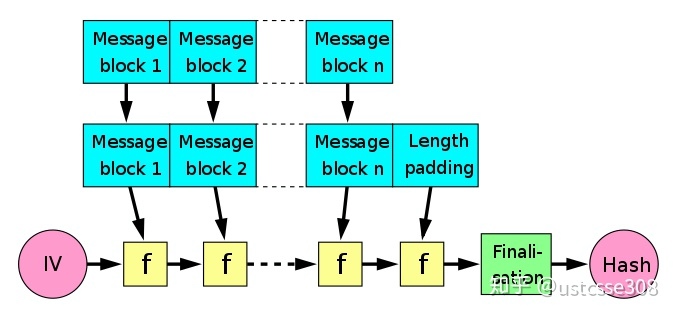 Message Message Message
block 1 block 2 block n
Message Message Message Length
block 1 block 2 block n padding
IV f f f f Finali- Hash
sation
知乎 @ustcsse308